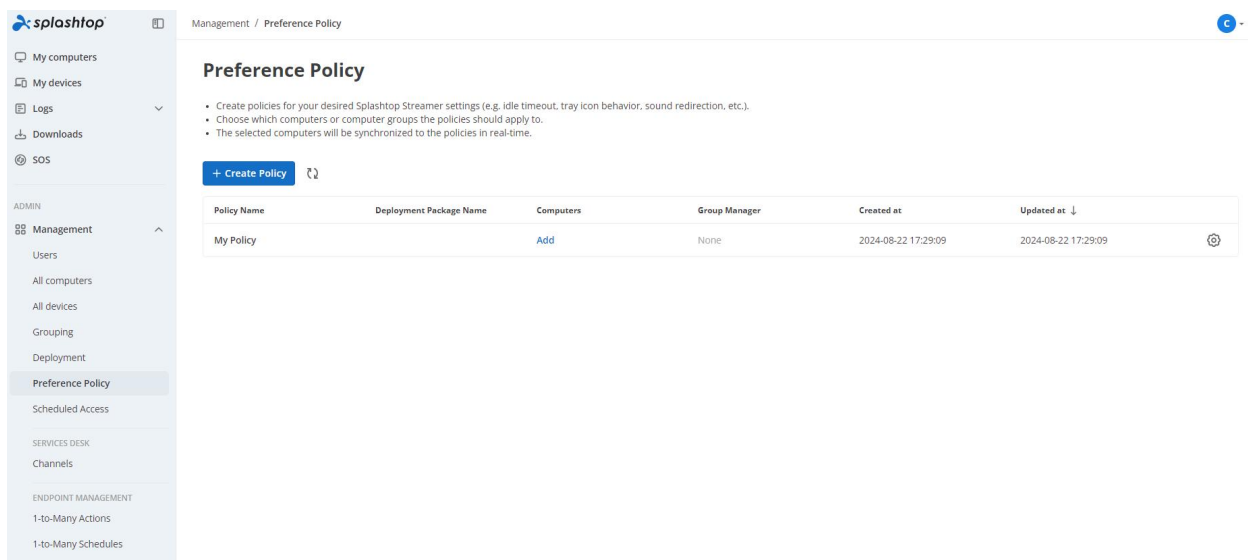 splashtop
Management / Preference Policy
C
My computers
My devices
Logs
Downloads
SOS
ADMIN
Management
Users
All computers
All devices
Grouping
Deployment
Preference Policy
Scheduled Access
SERVICES DESK
Channels
ENDPOINT MANAGEMENT
1-to-Many Actions
1-to-Many Schedules
Preference Policy
• Create policies for your desired Splashtop Streamer settings (e.g. idle timeout, tray icon behavior, sound redirection, etc.).
• Choose which computers or computer groups the policies should apply to.
• The selected computers will be synchronized to the policies in real-time.
+ Create Policy
Policy Name Deployment Package Name Computers Group Manager Created at Updated at ↓
My Policy Add None 2024-08-22 17:29:09 2024-08-22 17:29:09